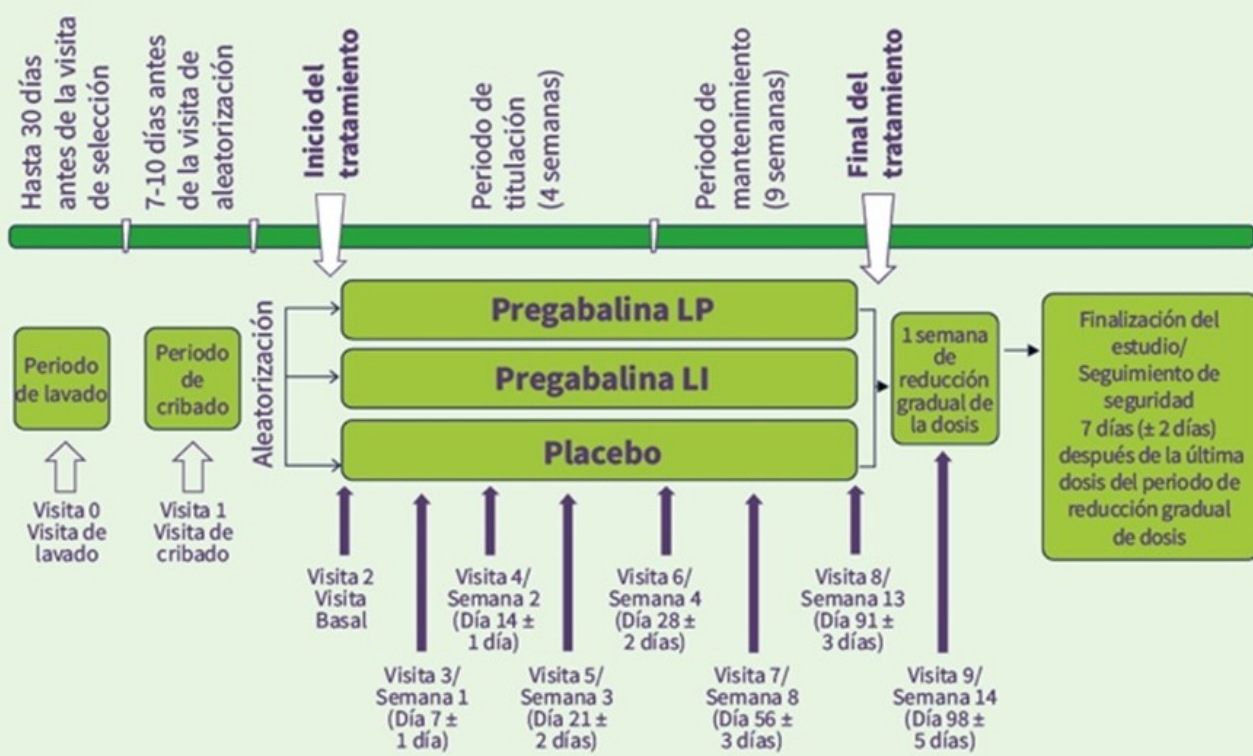 Hasta 30 días
antes de la visita
de selección
7-10 días antes
de la visita de
aleatorización
Inicio del
tratamiento
Periodo de
titulación
(4 semanas)
Periodo de
mantenimiento
(9 semanas)
Final del
tratamiento
Periodo
de lavado
Periodo
de
cribado
Aleatorización
Pregabalina LP
Pregabalina LI
Placebo
1 semana
de
reducción
gradual de
la dosis
Finalización del
estudio/
Seguimiento de
seguridad
7 días (± 2 días)
después de la última
dosis del periodo de
reducción gradual
de dosis
Visita 0
Visita de
lavado
Visita 1
Visita de
cribado
Visita 2
Visita
Basal
Visita 3/
Semana 1
(Día 7 ±
1 día)
Visita 4/
Semana 2
(Día 14 ±
1 día)
Visita 5/
Semana 3
(Día 21 ±
2 días)
Visita 6/
Semana 4
(Día 28 ±
2 días)
Visita 7/
Semana 8
(Día 56 ±
3 días)
Visita 8/
Semana 13
(Día 91 ±
3 días)
Visita 9/
Semana 14
(Día 98 ±
5 días)